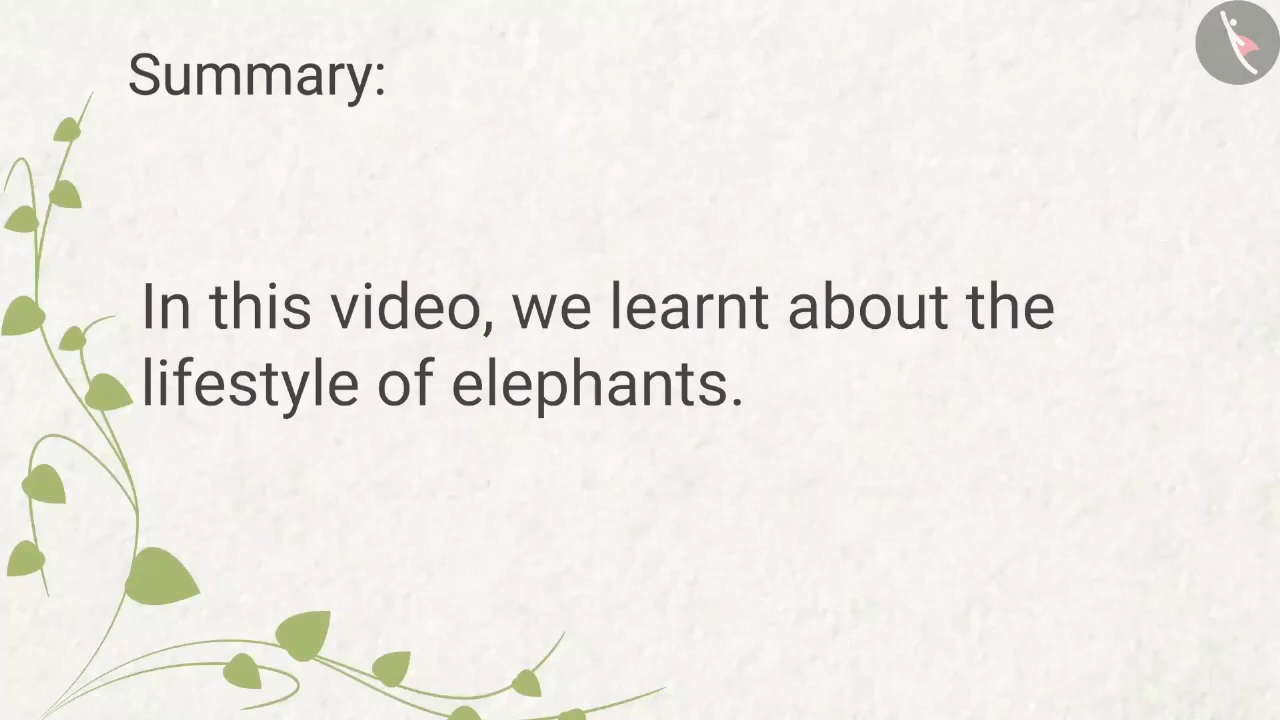 Summary:
In this video, we learnt about the
lifestyle of elephants.